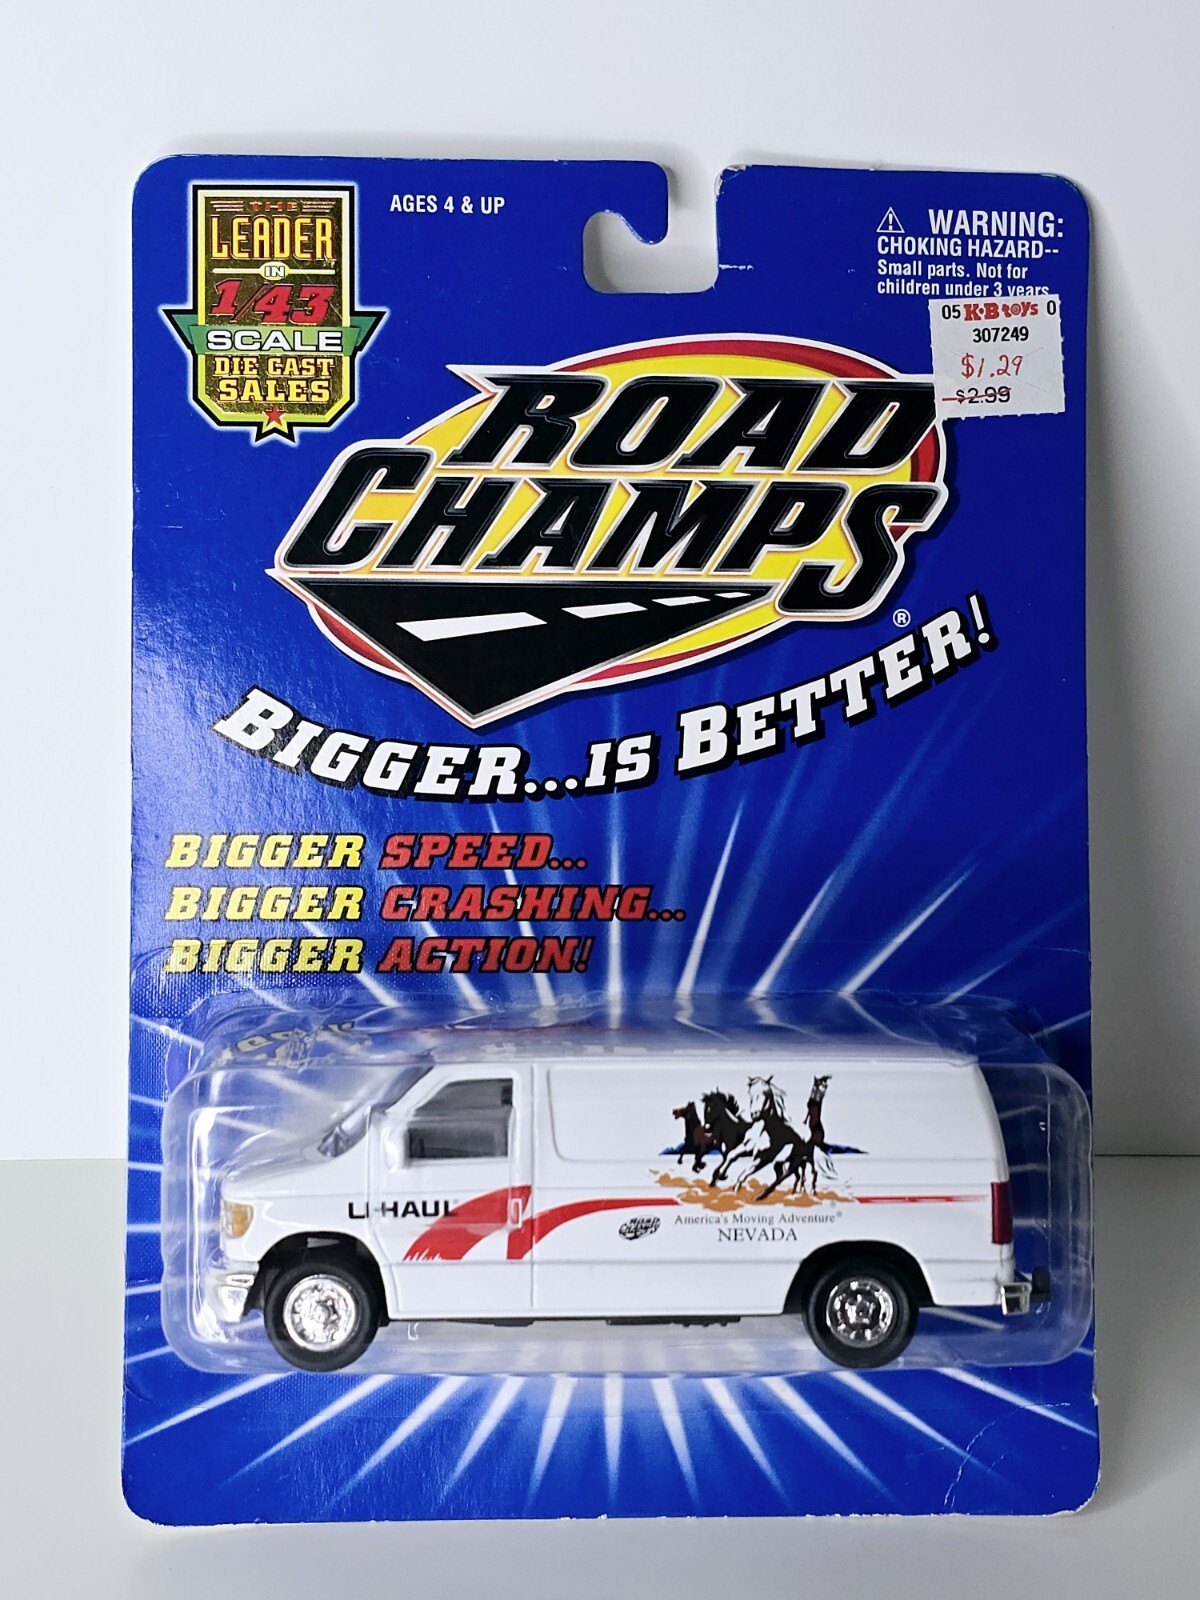 THE
LEADER
IN
1/43
SCALE
DIE CAST
SALES
AGES 4 & UP
WARNING:
CHOKING HAZARD--
Small parts. Not for
children under 3 years.
05 K·B toys 0
307249
$1.29
$2.99
ROAD
CHAMPS®
BIGGER...IS BETTER!
BIGGER SPEED...
BIGGER CRASHING...
BIGGER ACTION!
U-HAUL
ROAD
CHAMPS
America's Moving Adventure®
NEVADA